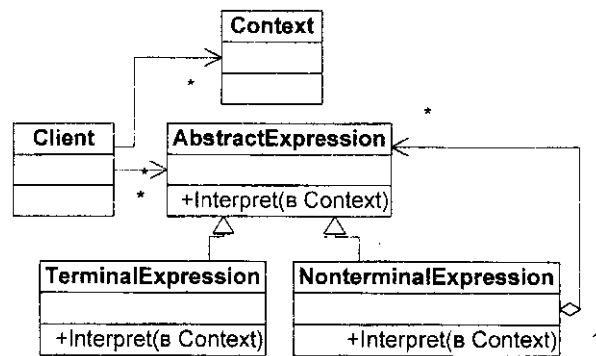 Context
*
Client
AbstractExpression
*
*
*
+Interpret(в Context)
TerminalExpression
NonterminalExpression
+Interpret(в Context)
+Interpret(в Context)